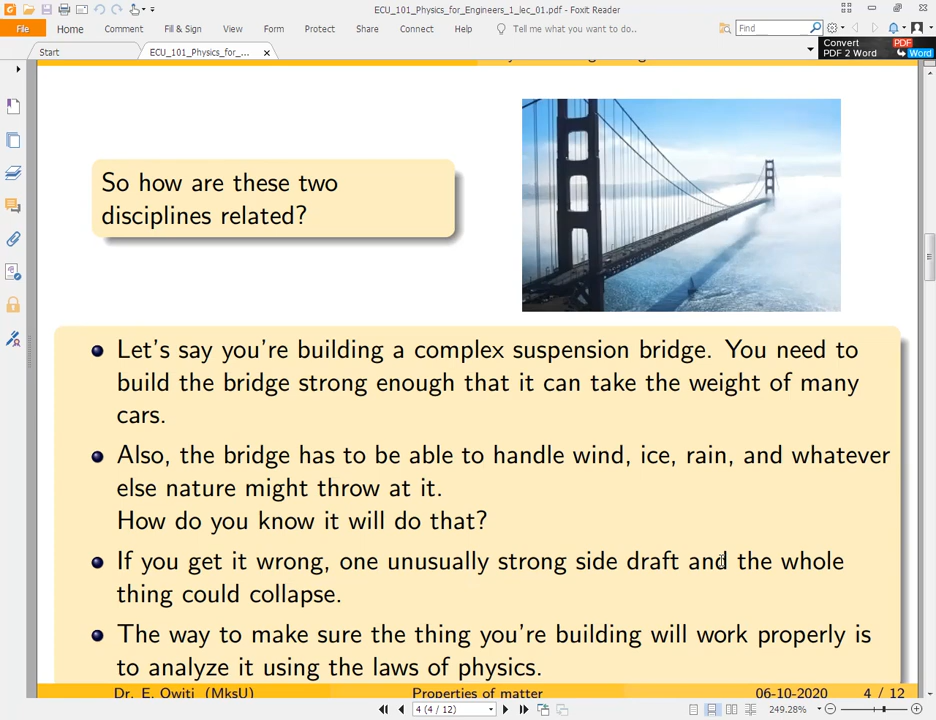 ECU_101_Physics_for_Engineers_1_lec_01.pdf - Foxit Reader
File Home Comment Fill & Sign View Form Protect Share Connect Help Tell me what you want to do.. Find
Start ECU_101_Physics_for_...
Convert PDF
PDF 2 Word Word
So how are these two
disciplines related?
Let's say you're building a complex suspension bridge. You need to
build the bridge strong enough that it can take the weight of many
cars.
Also, the bridge has to be able to handle wind, ice, rain, and whatever
else nature might throw at it.
How do you know it will do that?
If you get it wrong, one unusually strong side draft and the whole
thing could collapse.
The way to make sure the thing you're building will work properly is
to analyze it using the laws of physics.
Dr. E. Owiti (MksU) Properties of matter 06-10-2020 4 / 12
4 (4 / 12) 249.28%